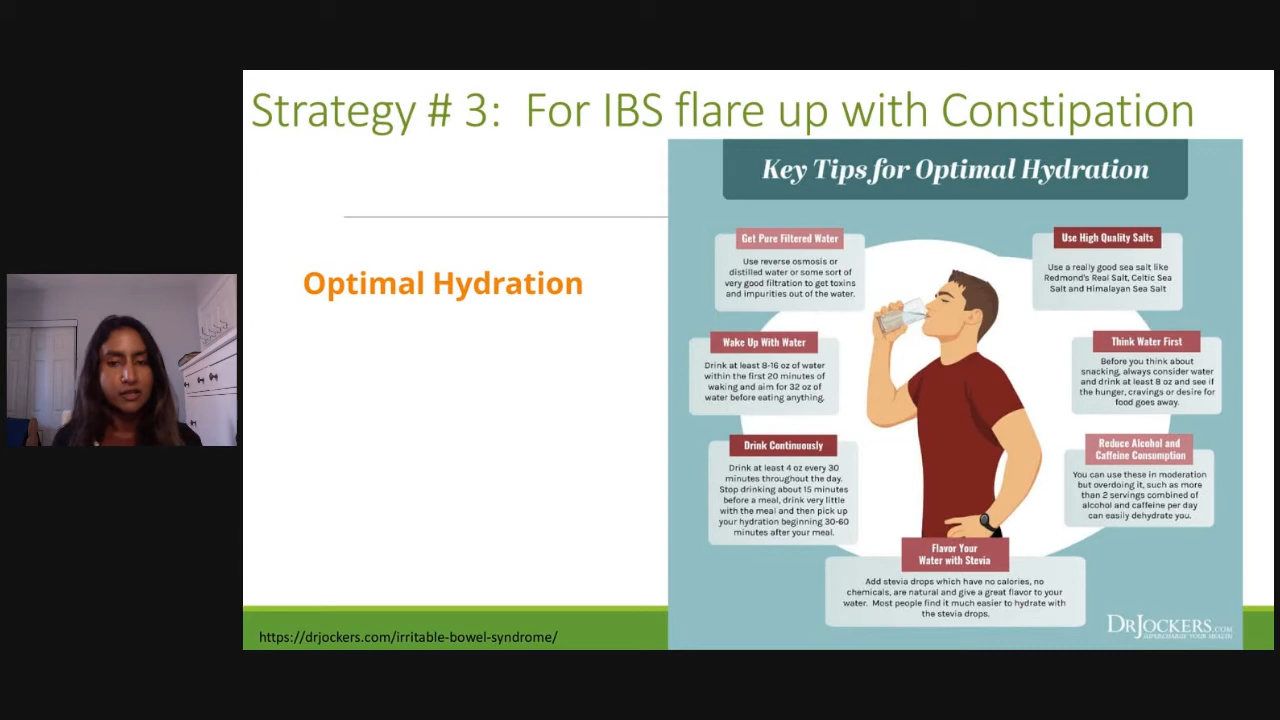 Strategy # 3:  For IBS flare up with Constipation
Optimal Hydration
Key Tips for Optimal Hydration
Get Pure Filtered Water
Use reverse osmosis or
distilled water or some sort of
very good filtration to get toxins
and impurities out of the water.
Wake Up With Water
Drink at least 8-16 oz of water
within the first 20 minutes of
waking and aim for 32 oz of
water before eating anything.
Drink Continuously
Drink at least 4 oz every 30
minutes throughout the day.
Stop drinking about 15 minutes
before a meal, drink very little
with the meal and then pick up
your hydration beginning 30-60
minutes after your meal.
Use High Quality Salts
Use a really good sea salt like
Redmond's Real Salt, Celtic Sea
Salt and Himalayan Sea Salt
Think Water First
Before you think about
snacking, always consider water
and drink at least 8 oz and see if
the hunger, cravings or desire for
food goes away.
Reduce Alcohol and
Caffeine Consumption
You can use these in moderation
but overdoing it, such as more
than 2 servings combined of
alcohol and caffeine per day
can easily dehydrate you.
Flavor Your
Water with Stevia
Add stevia drops which have no calories, no
chemicals, are natural and give a great flavor to your
water. Most people find it much easier to hydrate with
the stevia drops.
DRJOCKERS.COM
SUPERCHARGE YOUR HEALTH
https://drjockers.com/irritable-bowel-syndrome/